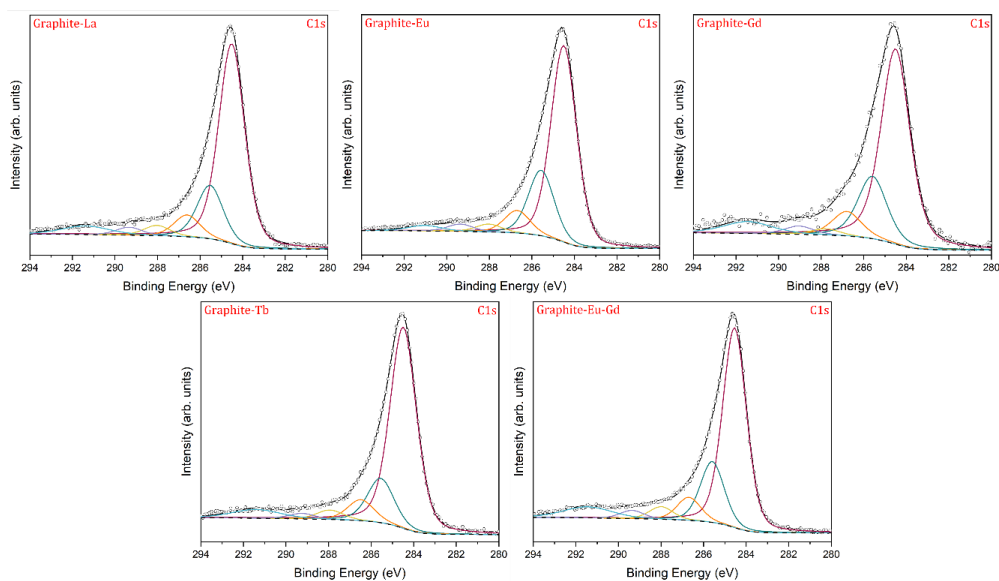 Graphite-La C1s
Intensity (arb. units)
294 292 290 288 286 284 282 280
Binding Energy (eV)
Graphite-Eu C1s
Intensity (arb. units)
294 292 290 288 286 284 282 280
Binding Energy (eV)
Graphite-Gd C1s
Intensity (arb. units)
294 292 290 288 286 284 282 280
Binding Energy (eV)
Graphite-Tb C1s
Intensity (arb. units)
294 292 290 288 286 284 282 280
Binding Energy (eV)
Graphite-Eu-Gd C1s
Intensity (arb. units)
294 292 290 288 286 284 282 280
Binding Energy (eV)